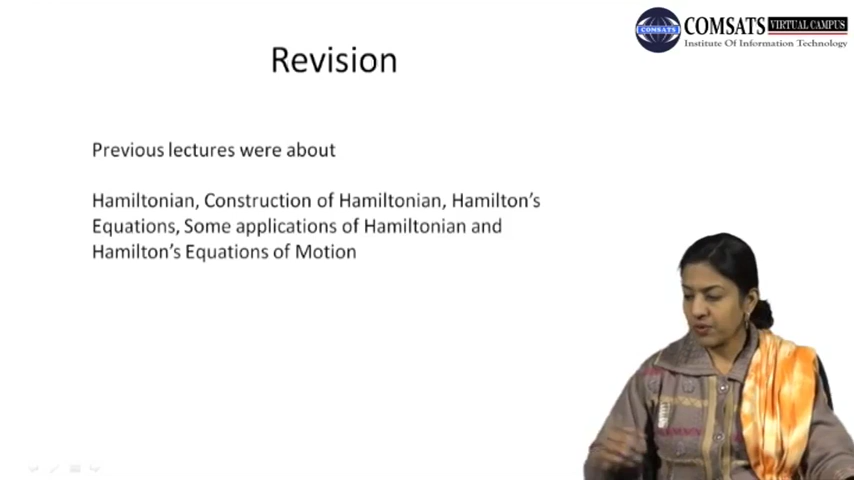 COMSATS VIRTUAL CAMPUS
COMSATS
Institute Of Information Technology
Revision
Previous lectures were about
Hamiltonian, Construction of Hamiltonian, Hamilton's
Equations, Some applications of Hamiltonian and
Hamilton's Equations of Motion